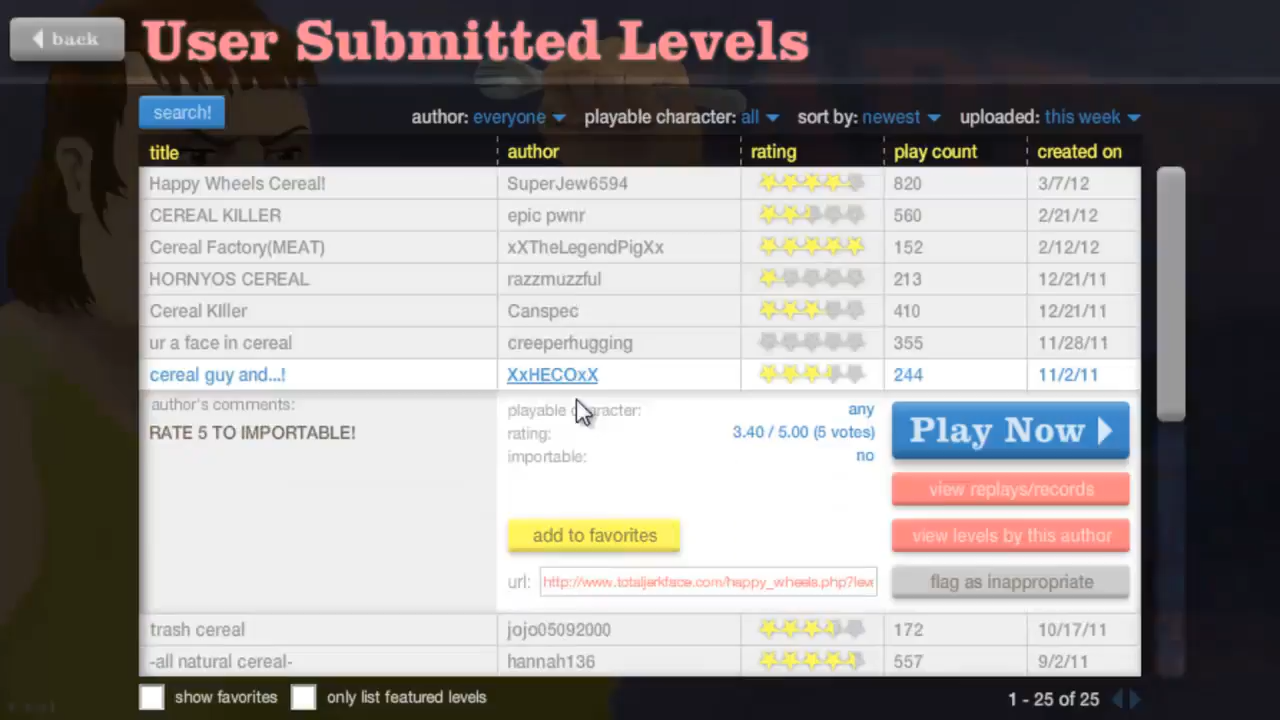 back
User Submitted Levels
search!
author: everyone playable character: all sort by: newest uploaded: this week
title author rating play count created on
Happy Wheels Cereal! SuperJew6594 820 3/7/12
CEREAL KILLER epic pwnr 560 2/21/12
Cereal Factory(MEAT) xXTheLegendPigXx 152 2/12/12
HORNYOS CEREAL razzmuzzful 213 12/21/11
Cereal KIller Canspec 410 12/21/11
ur a face in cereal creeperhugging 355 11/28/11
cereal guy and...! XxHECOxX 244 11/2/11
author's comments:
RATE 5 TO IMPORTABLE!
playable character: any
rating: 3.40 / 5.00 (5 votes)
importable: no
add to favorites
url: http://www.totaljerkface.com/happy_wheels.php?leve
Play Now
view replays/records
view levels by this author
flag as inappropriate
trash cereal jojo05092000 172 10/17/11
-all natural cereal- hannah136 557 9/2/11
show favorites only list featured levels 1 - 25 of 25